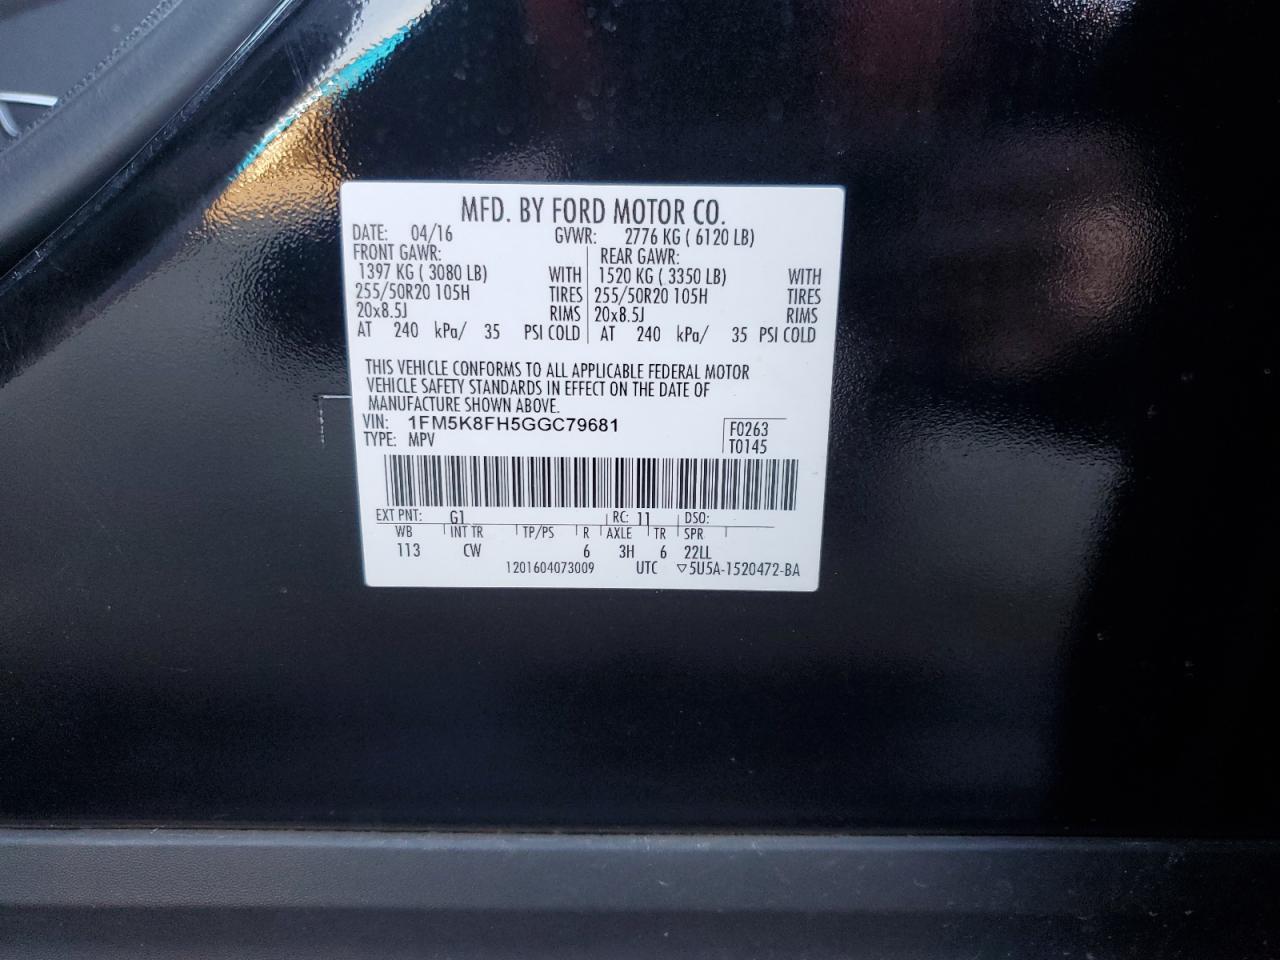 MFD. BY FORD MOTOR CO.
DATE: 04/16 GVWR: 2776 KG ( 6120 LB)
FRONT GAWR: REAR GAWR:
1397 KG ( 3080 LB) WITH 1520 KG ( 3350 LB) WITH
255/50R20 105H TIRES 255/50R20 105H TIRES
20x8.5J RIMS 20x8.5J RIMS
AT 240 kPa/ 35 PSI COLD AT 240 kPa/ 35 PSI COLD
THIS VEHICLE CONFORMS TO ALL APPLICABLE FEDERAL MOTOR
VEHICLE SAFETY STANDARDS IN EFFECT ON THE DATE OF
MANUFACTURE SHOWN ABOVE.
VIN: 1FM5K8FH5GGC79681 F0263
TYPE: MPV T0145
EXT PNT: G1 RC: 11 DSO:
WB INT TR TP/PS R AXLE TR SPR
113 CW 6 3H 6 22LL
1201604073009 UTC ▽5U5A-1520472-BA